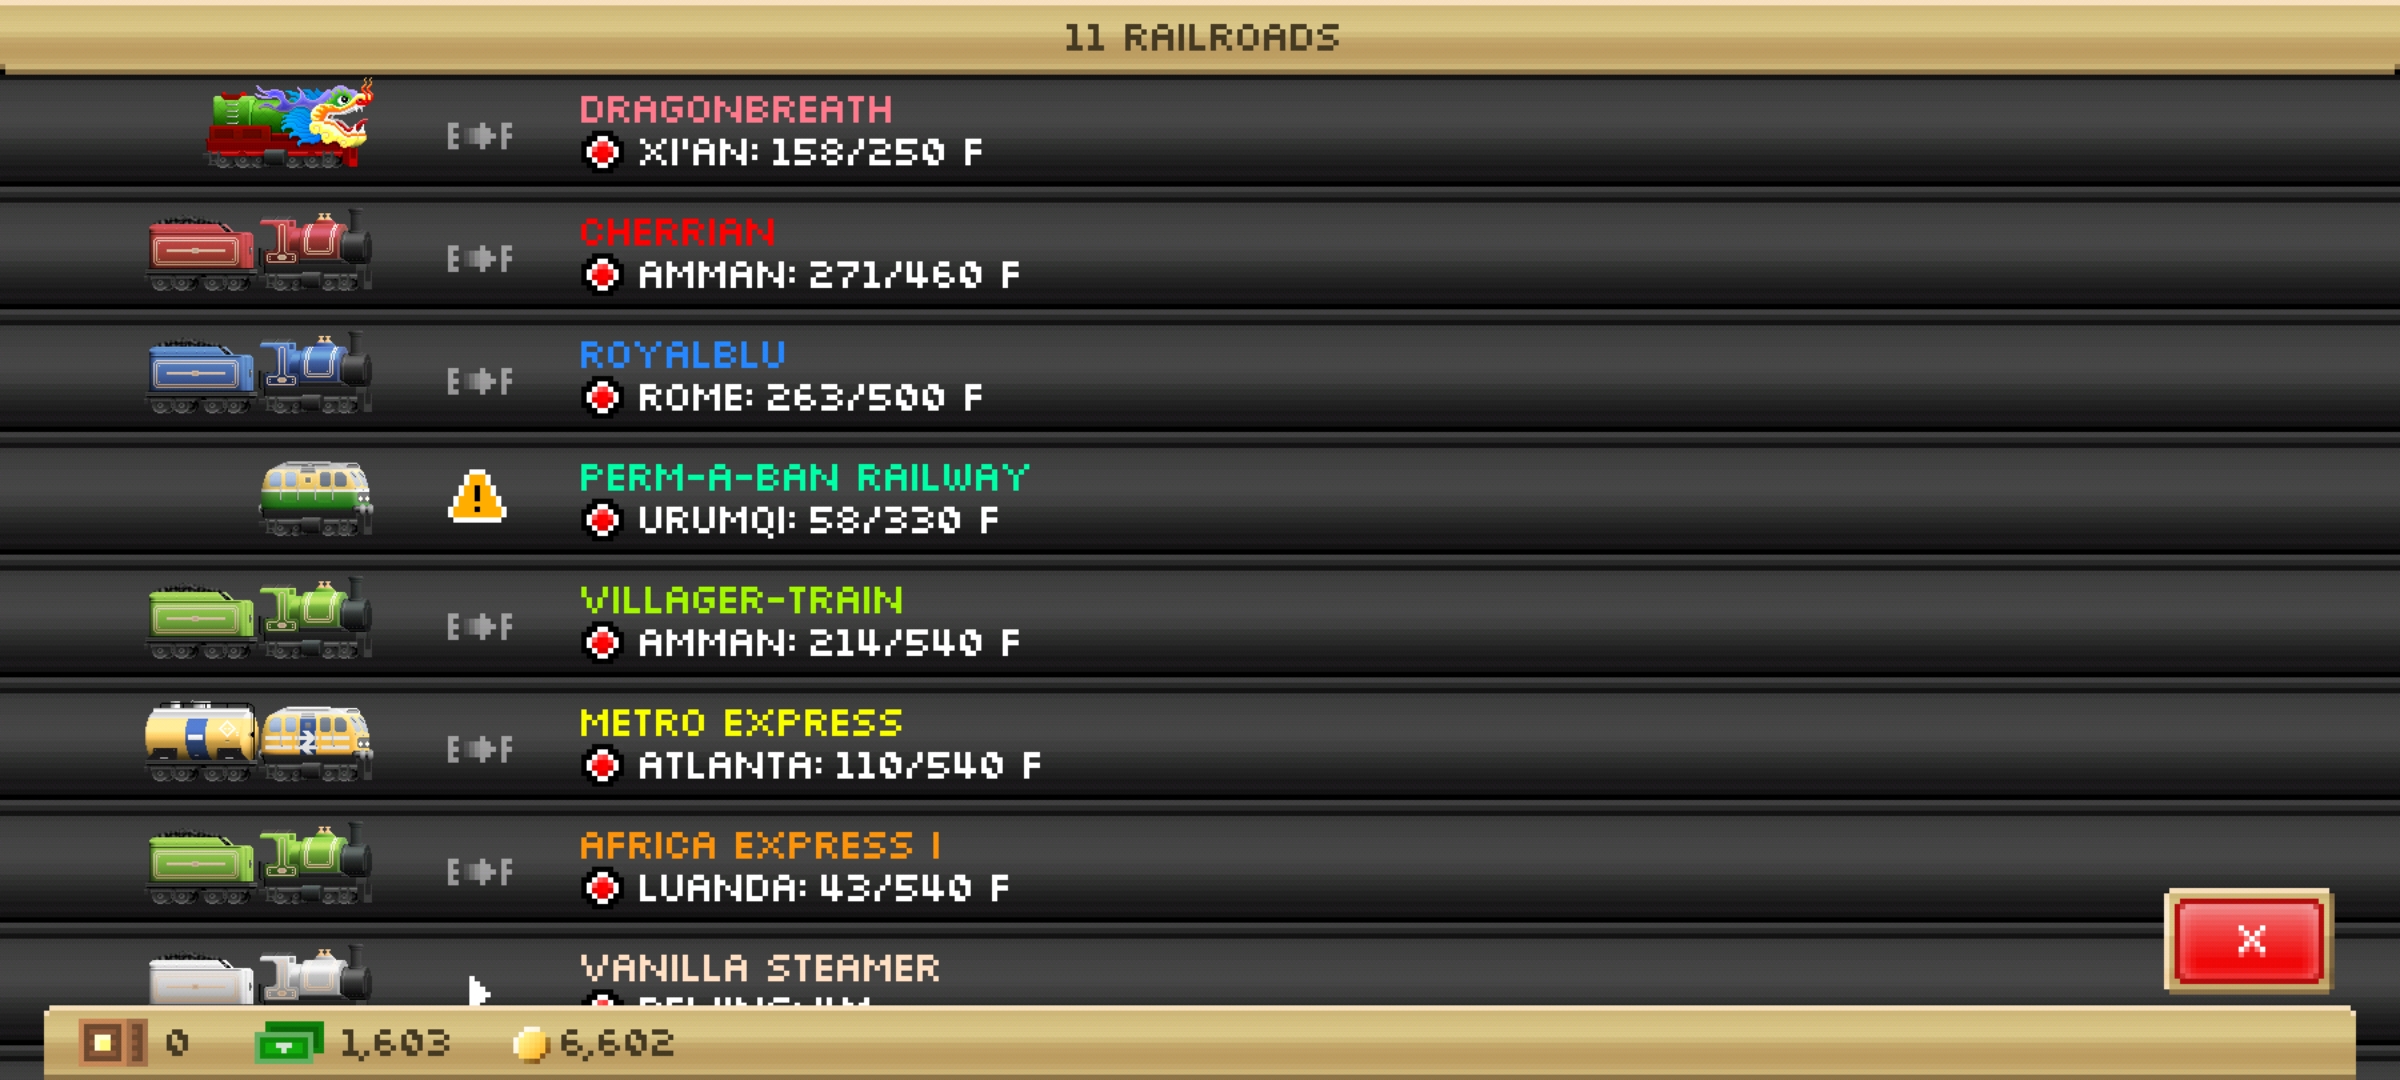 11 RAILROADS
E F
DRAGONBREATH
XI'AN: 158/250 F
E F
CHERRIAN
AMMAN: 271/460 F
E F
ROYALBLU
ROME: 263/500 F
!
PERM-A-BAN RAILWAY
URUMQI: 58/330 F
E F
VILLAGER-TRAIN
AMMAN: 214/540 F
E F
METRO EXPRESS
ATLANTA: 110/540 F
E F
AFRICA EXPRESS I
LUANDA: 43/540 F
VANILLA STEAMER
X
0 1,603 6,602